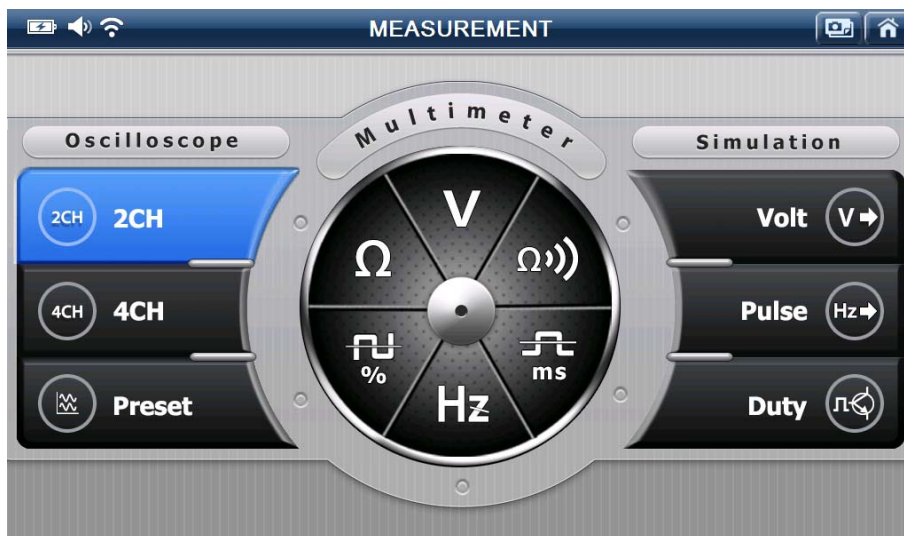 MEASUREMENT
Oscilloscope
2CH 2CH
4CH 4CH
Preset
Multimeter
V
Ω
Ω
%
ms
Hz
Simulation
Volt V
Pulse Hz
Duty